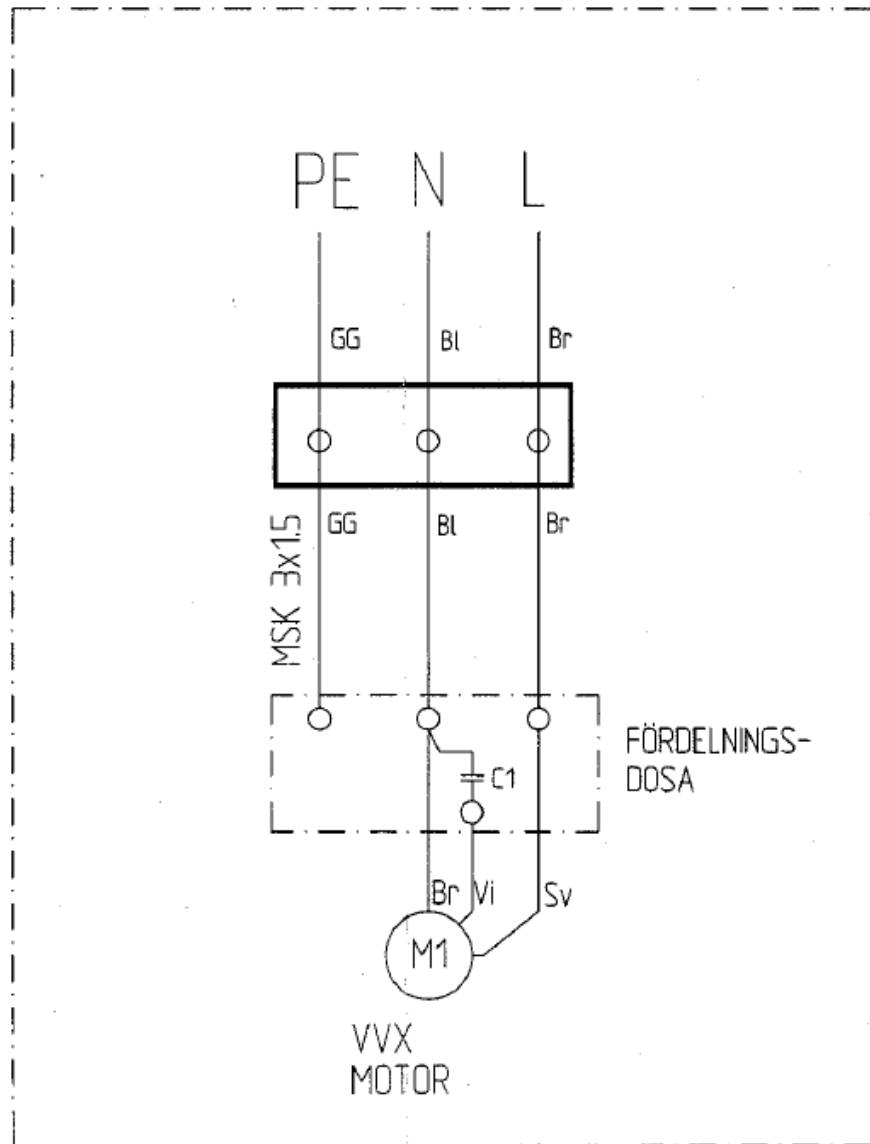 PE N L
GG Bl Br
GG Bl Br
MSK 3x1.5
FÖRDELNINGS-
DOSA
C1
Br Vi Sv
M1
VVX
MOTOR